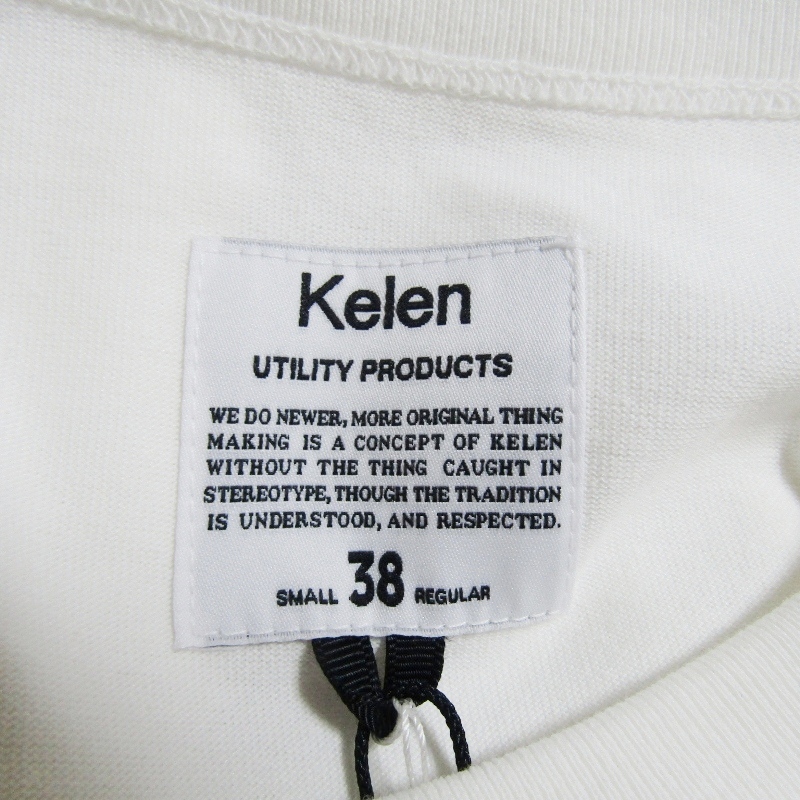 Kelen
UTILITY PRODUCTS
WE DO NEWER, MORE ORIGINAL THING
MAKING IS A CONCEPT OF KELEN
WITHOUT THE THING CAUGHT IN
STEREOTYPE, THOUGH THE TRADITION
IS UNDERSTOOD, AND RESPECTED.
SMALL 38 REGULAR